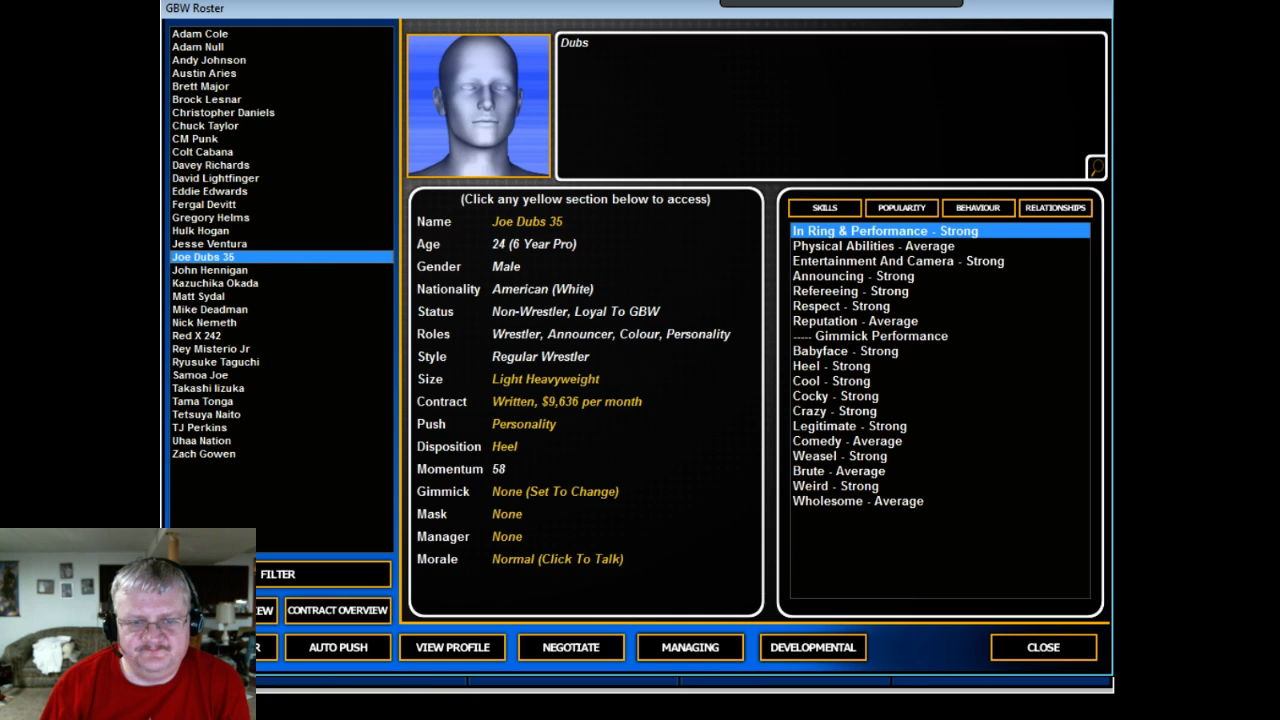 GBW Roster
Adam Cole
Adam Null
Andy Johnson
Austin Aries
Brett Major
Brock Lesnar
Christopher Daniels
Chuck Taylor
CM Punk
Colt Cabana
Davey Richards
David Lightfinger
Eddie Edwards
Fergal Devitt
Gregory Helms
Hulk Hogan
Jesse Ventura
Joe Dubs 35
John Hennigan
Kazuchika Okada
Matt Sydal
Mike Deadman
Nick Nemeth
Red X 242
Rey Misterio Jr
Ryusuke Taguchi
Samoa Joe
Takashi Iizuka
Tama Tonga
Tetsuya Naito
TJ Perkins
Uhaa Nation
Zach Gowen
FILTER
EW
CONTRACT OVERVIEW
R
AUTO PUSH
Dubs
(Click any yellow section below to access)
Name Joe Dubs 35
Age 24 (6 Year Pro)
Gender Male
Nationality American (White)
Status Non-Wrestler, Loyal To GBW
Roles Wrestler, Announcer, Colour, Personality
Style Regular Wrestler
Size Light Heavyweight
Contract Written, $9,636 per month
Push Personality
Disposition Heel
Momentum 58
Gimmick None (Set To Change)
Mask None
Manager None
Morale Normal (Click To Talk)
SKILLS POPULARITY BEHAVIOUR RELATIONSHIPS
In Ring & Performance - Strong
Physical Abilities - Average
Entertainment And Camera - Strong
Announcing - Strong
Refereeing - Strong
Respect - Strong
Reputation - Average
----- Gimmick Performance
Babyface - Strong
Heel - Strong
Cool - Strong
Cocky - Strong
Crazy - Strong
Legitimate - Strong
Comedy - Average
Weasel - Strong
Brute - Average
Weird - Strong
Wholesome - Average
VIEW PROFILE NEGOTIATE MANAGING DEVELOPMENTAL CLOSE